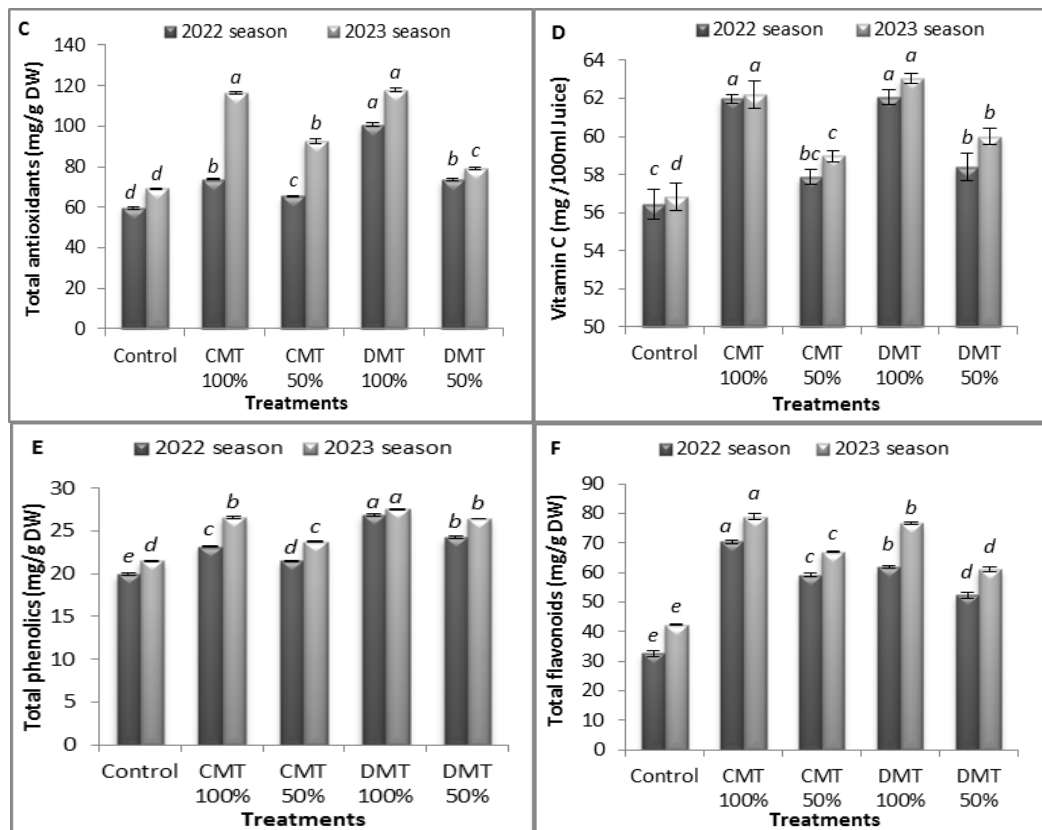 C
2022 season 2023 season
Total antioxidants (mg/g DW)
140
120
100
80
60
40
20
0
d d b a c b a a b c
Control CMT 100% CMT 50% DMT 100% DMT 50%
Treatments
D
2022 season 2023 season
Vitamin C (mg /100ml Juice)
64
62
60
58
56
54
52
50
c d a a bc c a a b b
Control CMT 100% CMT 50% DMT 100% DMT 50%
Treatments
E
2022 season 2023 season
Total phenolics (mg/g DW)
30
25
20
15
10
5
0
e d c b d c a a b b
Control CMT 100% CMT 50% DMT 100% DMT 50%
Treatments
F
2022 season 2023 season
Total flavonoids (mg/g DW)
90
80
70
60
50
40
30
20
10
0
e e a a c c b b d d
Control CMT 100% CMT 50% DMT 100% DMT 50%
Treatments